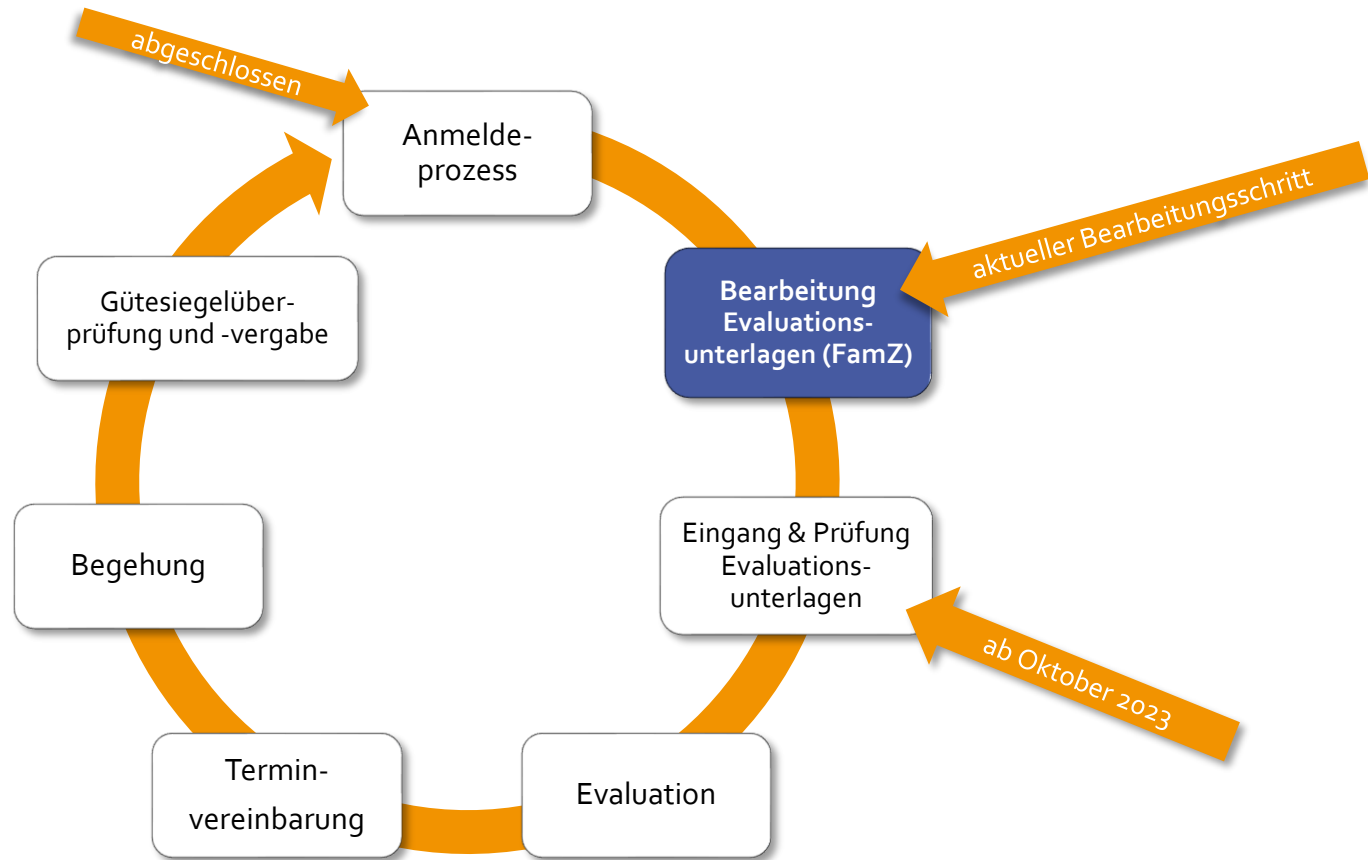 abgeschlossen
Anmelde-
prozess
aktueller Bearbeitungsschritt
Bearbeitung
Evaluations-
unterlagen (FamZ)
Gütesiegelüber-
prüfung und -vergabe
Eingang & Prüfung
Evaluations-
unterlagen
Begehung
ab Oktober 2023
Termin-
vereinbarung
Evaluation